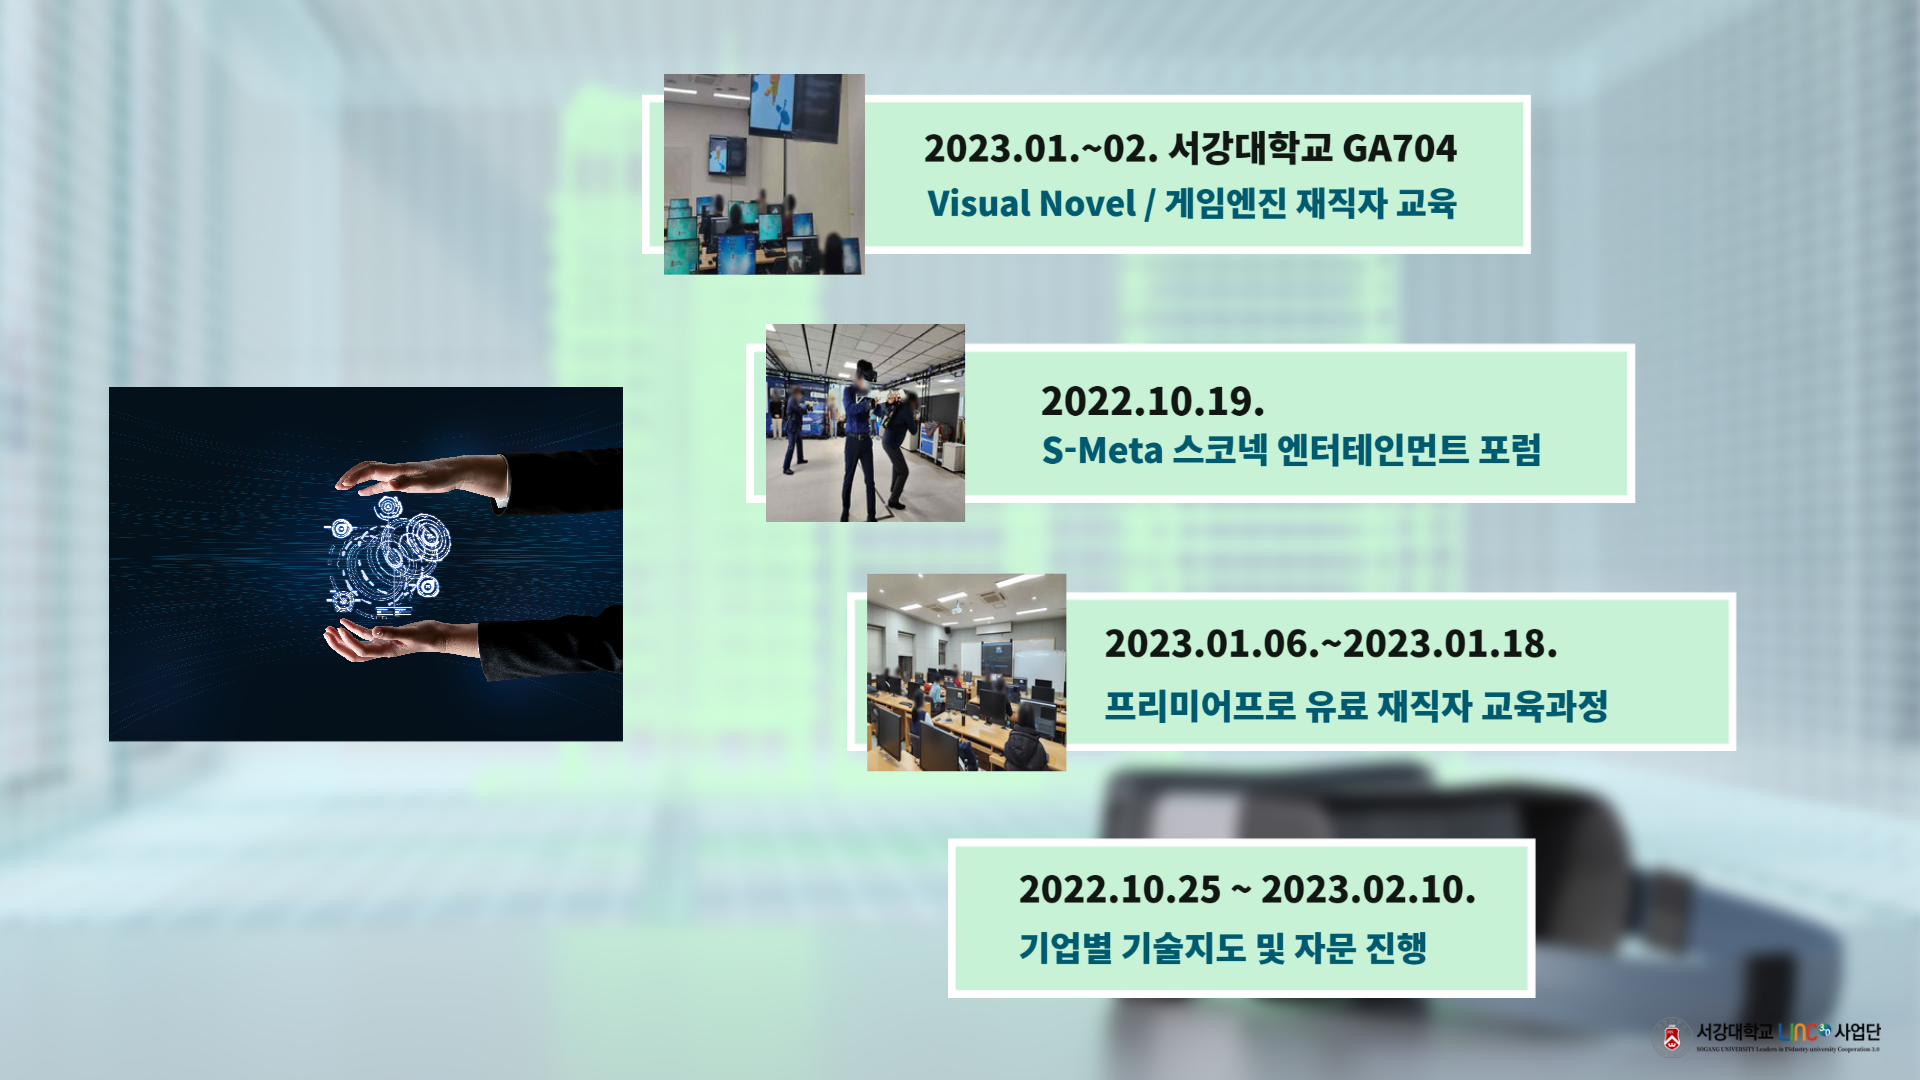 2023.01.~02. 서강대학교 GA704
Visual Novel / 게임엔진 재직자 교육
2022.10.19.
S-Meta 스코넥 엔터테인먼트 포럼
2023.01.06.~2023.01.18.
프리미어프로 유료 재직자 교육과정
2022.10.25 ~ 2023.02.10.
기업별 기술지도 및 자문 진행
서강대학교 LINC 3.0 사업단
SOGANG UNIVERSITY Leaders in INdustry-university Cooperation 3.0